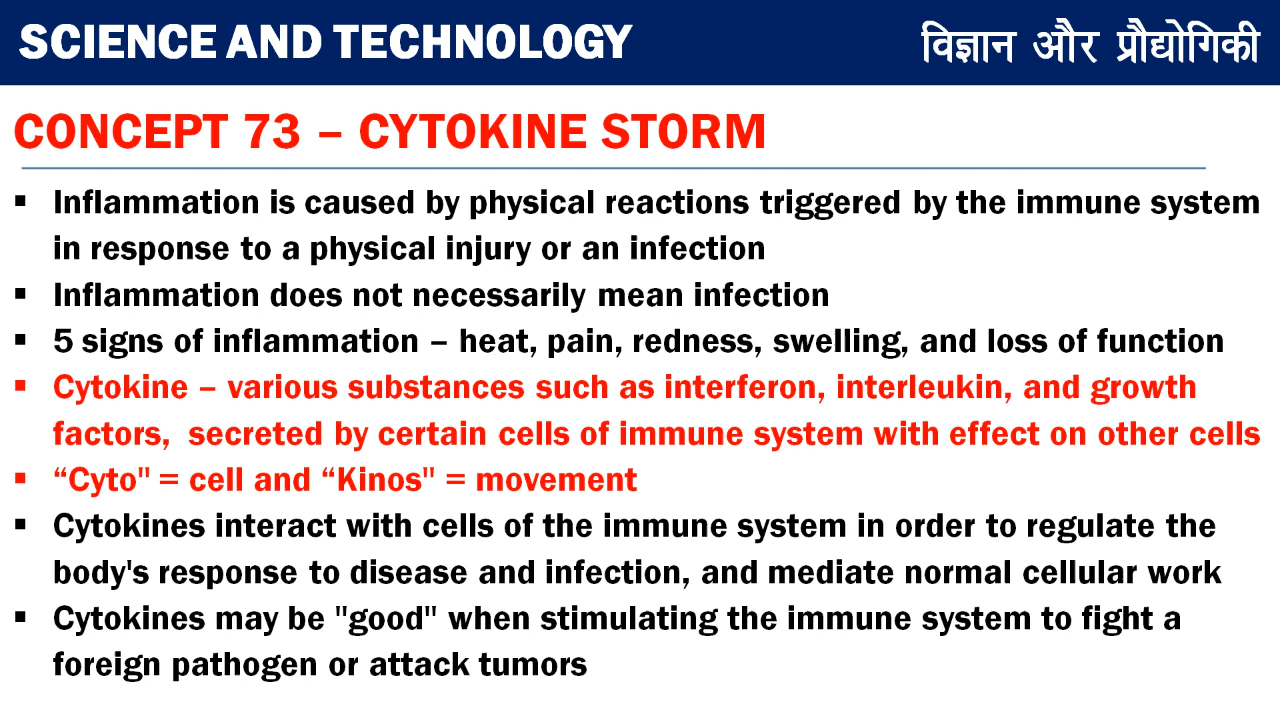 SCIENCE AND TECHNOLOGY
विज्ञान और प्रौद्योगिकी
CONCEPT 73 – CYTOKINE STORM
▪ Inflammation is caused by physical reactions triggered by the immune system
in response to a physical injury or an infection
▪ Inflammation does not necessarily mean infection
▪ 5 signs of inflammation – heat, pain, redness, swelling, and loss of function
▪ Cytokine – various substances such as interferon, interleukin, and growth
factors,  secreted by certain cells of immune system with effect on other cells
▪ “Cyto" = cell and “Kinos" = movement
▪ Cytokines interact with cells of the immune system in order to regulate the
body's response to disease and infection, and mediate normal cellular work
▪ Cytokines may be "good" when stimulating the immune system to fight a
foreign pathogen or attack tumors